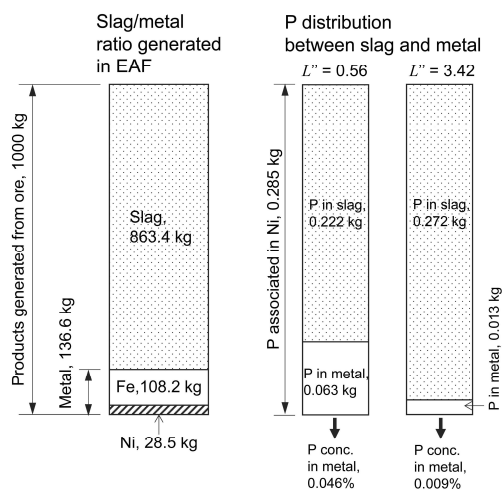 Slag/metal
ratio generated
in EAF
P distribution
between slag and metal
L" = 0.56
L" = 3.42
Products generated from ore, 1000 kg
Metal, 136.6 kg
Slag,
863.4 kg
Fe,108.2 kg
Ni, 28.5 kg
P associated in Ni, 0.285 kg
P in slag,
0.222 kg
P in metal,
0.063 kg
P in slag,
0.272 kg
P in metal, 0.013 kg
P conc.
in metal,
0.046%
P conc.
in metal,
0.009%